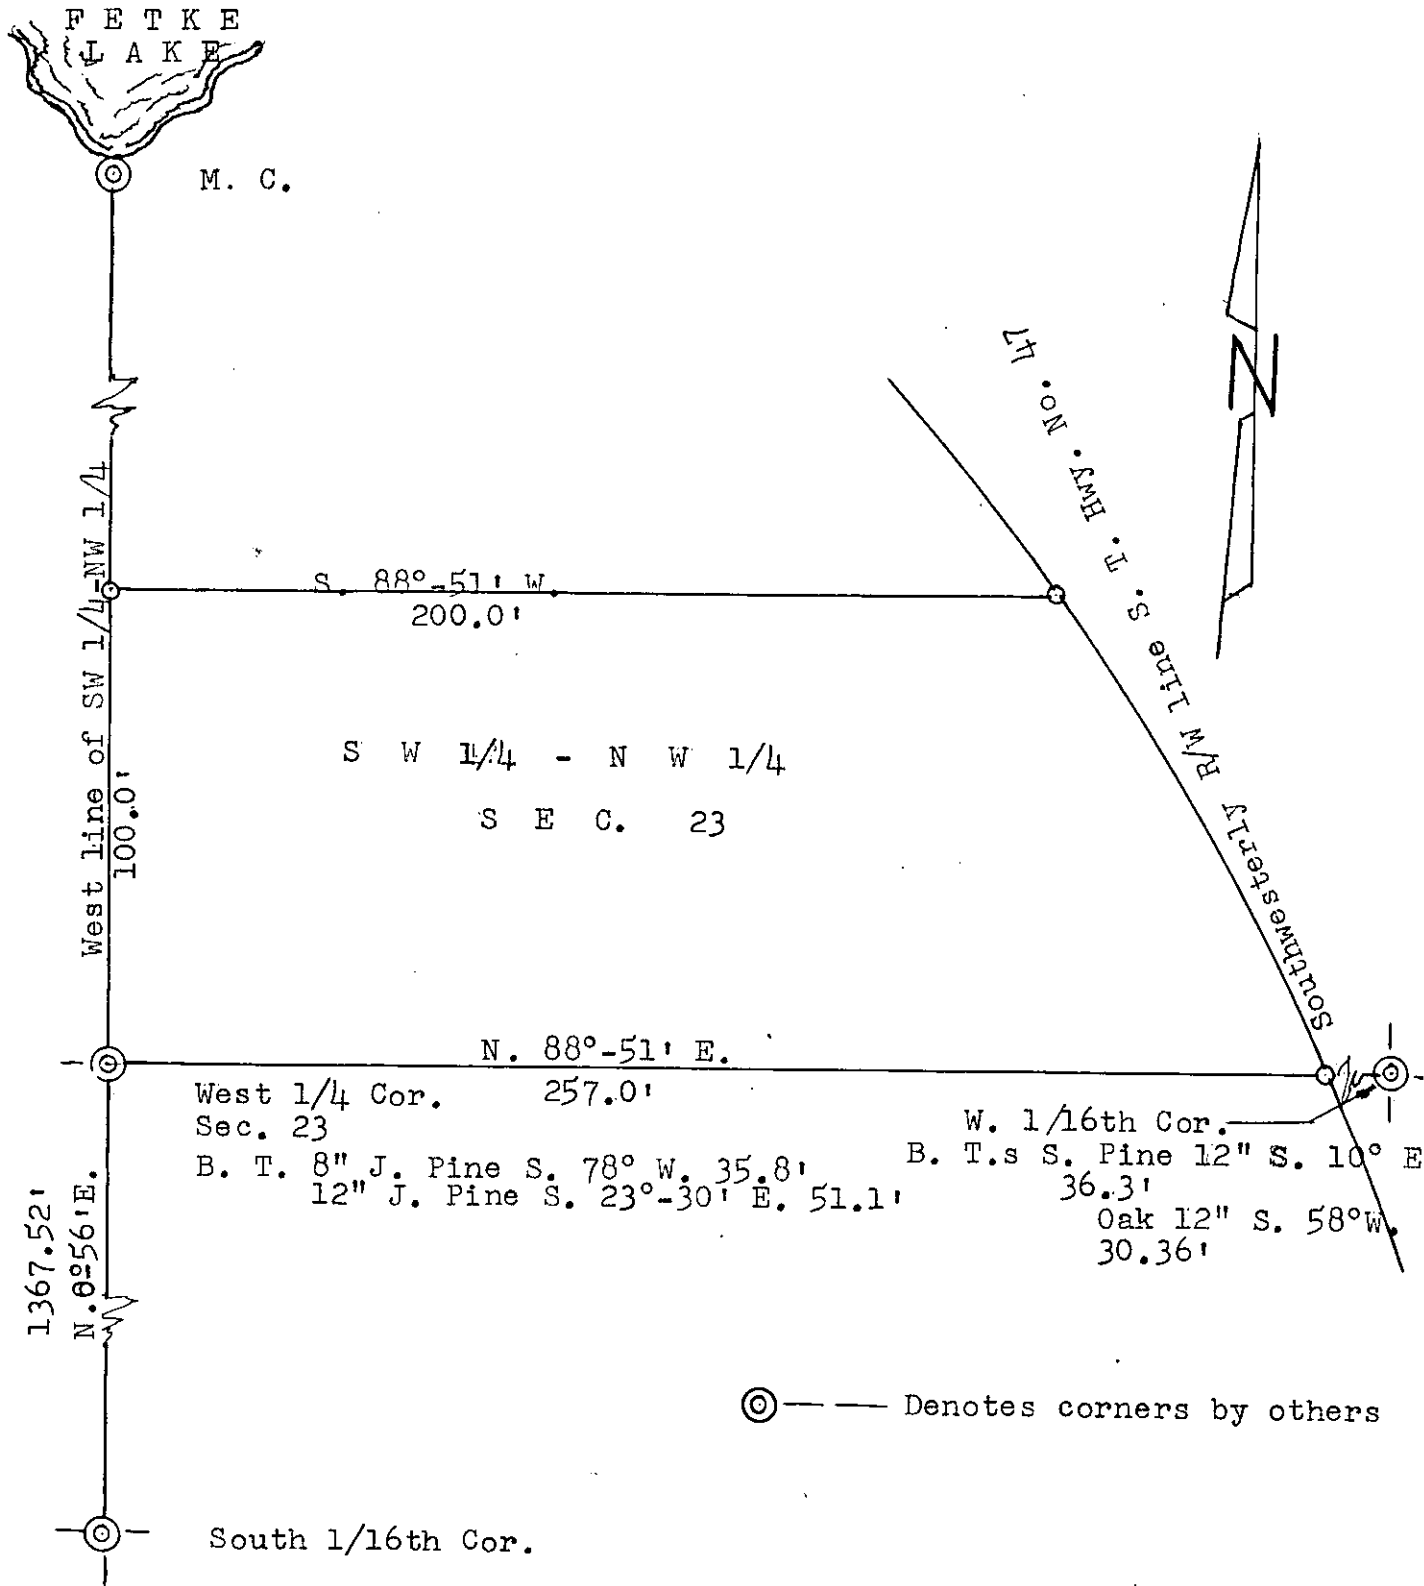 FETKE
LAKE
M. C.
N
Southwesterly R/W line S. T. Hwy. No. 47
West line of SW 1/4-NW 1/4
100.0'
S. 88°-51' W.
200.0'
S W 1/4 - N W 1/4
S E C. 23
N. 88°-51' E.
257.0'
West 1/4 Cor.
Sec. 23
B. T. 8" J. Pine S. 78° W. 35.8'
12" J. Pine S. 23°-30' E. 51.1'
W. 1/16th Cor.
B. T.s S. Pine 12" S. 10° E
36.3'
Oak 12" S. 58°W.
30.36'
1367.52'
N.0°56'E.
Denotes corners by others
South 1/16th Cor.